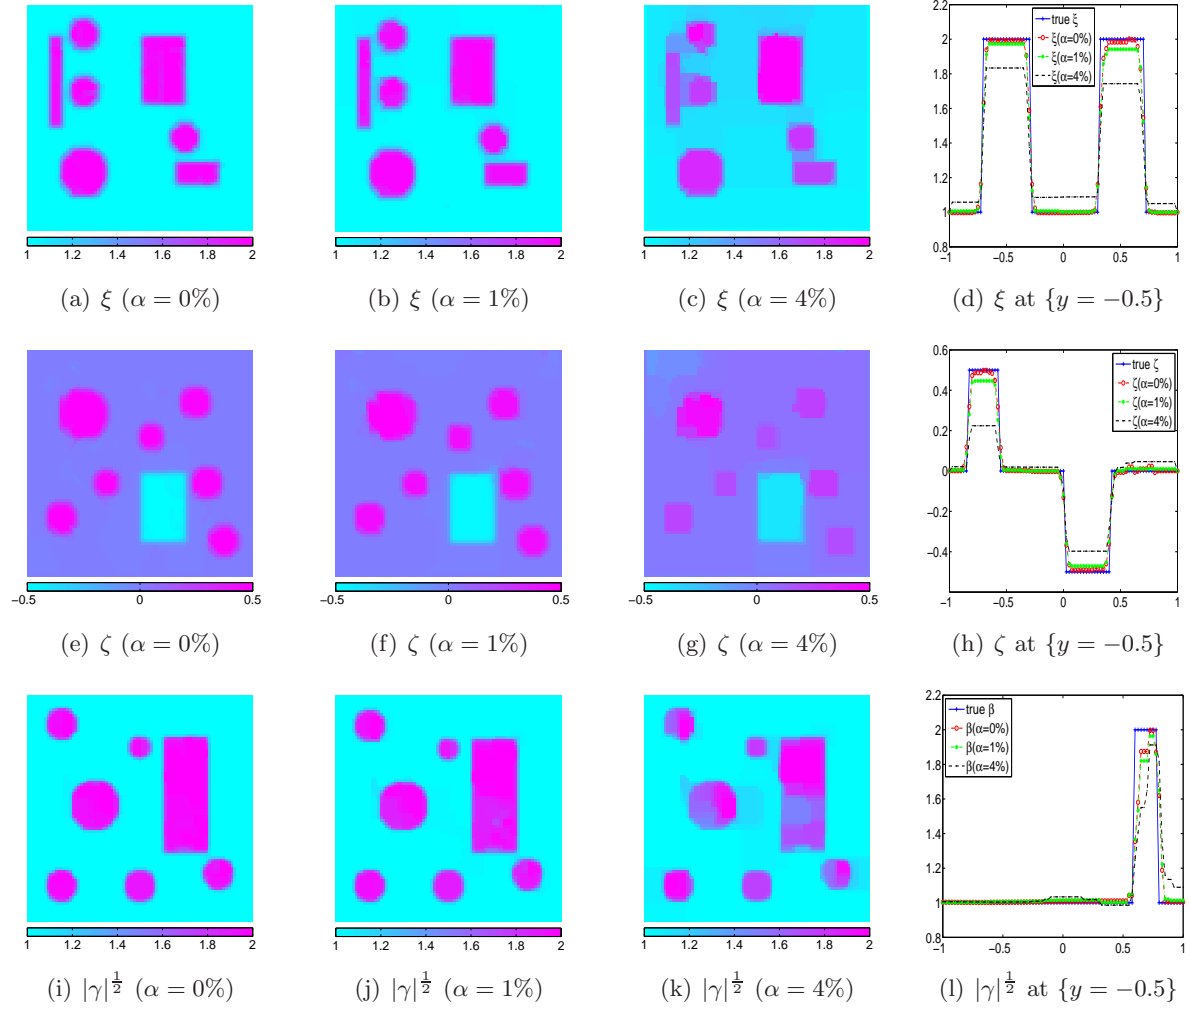 2.2
2
1.8
1.6
1.4
1.2
1
0.8
−1 −0.5 0 0.5 1
true ξ
ξ(α=0%)
ξ(α=1%)
ξ(α=4%)
1 1.2 1.4 1.6 1.8 2
1 1.2 1.4 1.6 1.8 2
1 1.2 1.4 1.6 1.8 2
(a) ξ (α = 0%)
(b) ξ (α = 1%)
(c) ξ (α = 4%)
(d) ξ at {y = −0.5}
0.6
0.4
0.2
0
−0.2
−0.4
−1 −0.5 0 0.5 1
true ζ
ζ(α=0%)
ζ(α=1%)
ζ(α=4%)
−0.5 0 0.5
−0.5 0 0.5
−0.5 0 0.5
(e) ζ (α = 0%)
(f) ζ (α = 1%)
(g) ζ (α = 4%)
(h) ζ at {y = −0.5}
2.2
2
1.8
1.6
1.4
1.2
1
0.8
−1 −0.5 0 0.5 1
true β
β(α=0%)
β(α=1%)
β(α=4%)
1 1.2 1.4 1.6 1.8 2
1 1.2 1.4 1.6 1.8 2
1 1.2 1.4 1.6 1.8 2
(i) |γ|^{1/2} (α = 0%)
(j) |γ|^{1/2} (α = 1%)
(k) |γ|^{1/2} (α = 4%)
(l) |γ|^{1/2} at {y = −0.5}